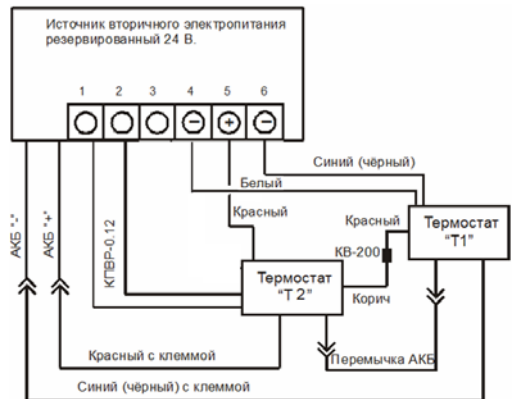 Источник вторичного электропитания
резервированный 24 В.
1 2 3 4 5 6
− + −
Синий (чёрный)
Белый
АКБ "-"
АКБ "+"
КПВР-0.12
Красный
Красный
Термостат
"Т1"
КВ-200
Термостат
"Т 2"
Корич
Красный с клеммой
Перемычка АКБ
Синий (чёрный) с клеммой